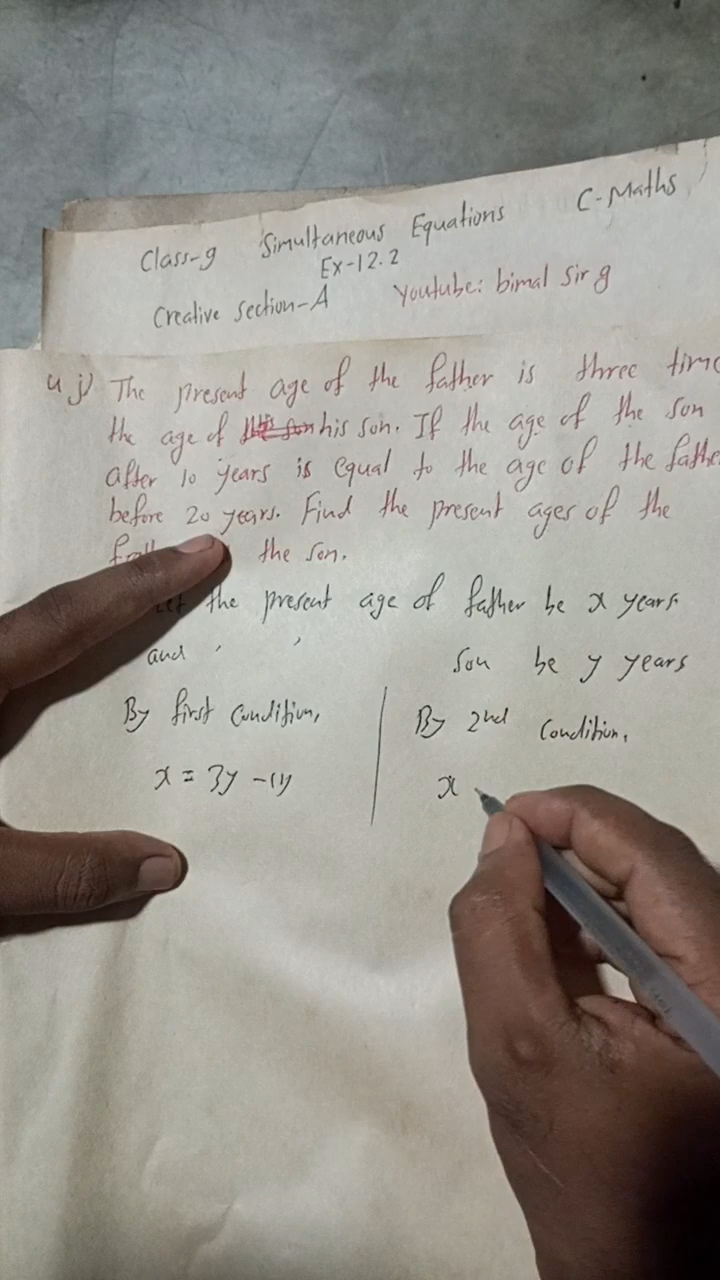 Class-9 Simultaneous Equations C-Maths
Ex-12.2
Creative Section-A Youtube: bimal Sir g
4 j) The present age of the father is three
the age of his son. If the age of the son
after 10 years is equal to the age of the
before 20 years. Find the present ages of the
the son.
the present age of father be x years
and " " son be y years
By first Condition, By 2nd Condition,
x = 3y -(i) x